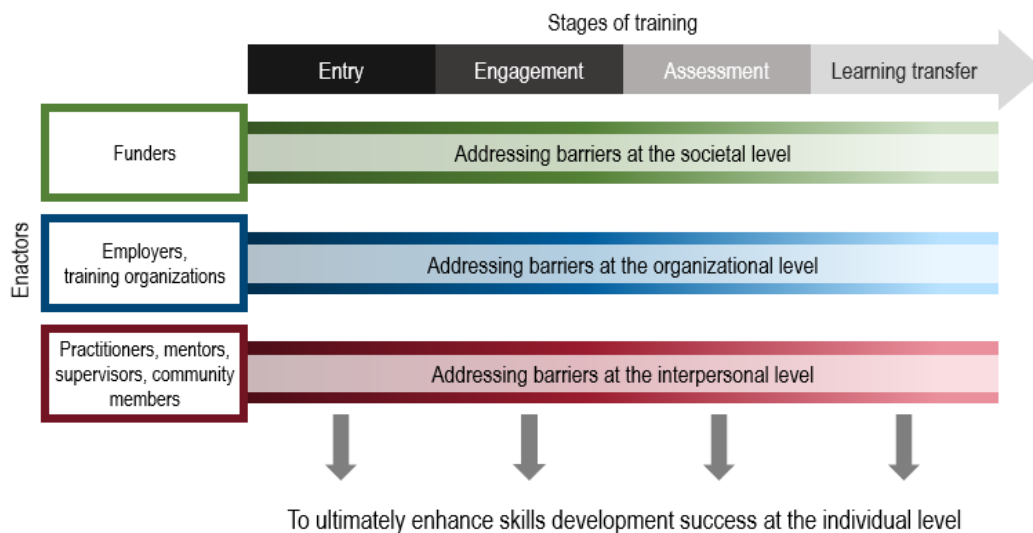 Stages of training
Entry
Engagement
Assessment
Learning transfer
Enactors
Funders
Addressing barriers at the societal level
Employers,
training organizations
Addressing barriers at the organizational level
Practitioners, mentors,
supervisors, community
members
Addressing barriers at the interpersonal level
To ultimately enhance skills development success at the individual level